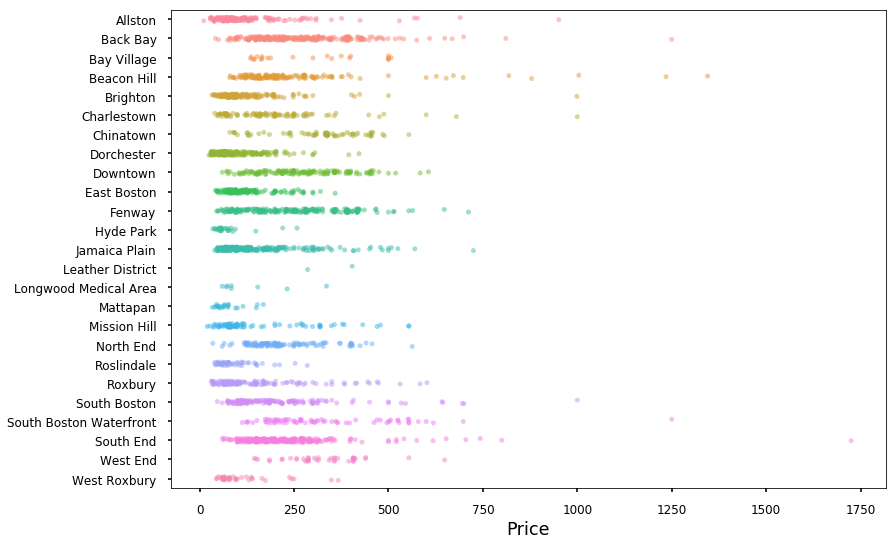 Allston
Back Bay
Bay Village
Beacon Hill
Brighton
Charlestown
Chinatown
Dorchester
Downtown
East Boston
Fenway
Hyde Park
Jamaica Plain
Leather District
Longwood Medical Area
Mattapan
Mission Hill
North End
Roslindale
Roxbury
South Boston
South Boston Waterfront
South End
West End
West Roxbury
0 250 500 750 1000 1250 1500 1750
Price